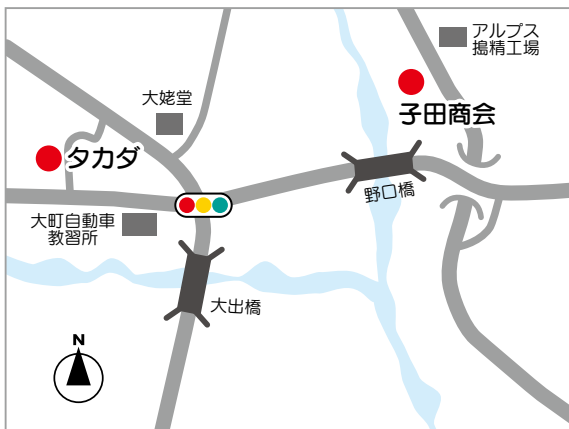 アルプス
搗精工場
子田商会
大姥堂
タカダ
野口橋
大町自動車
教習所
大出橋
N